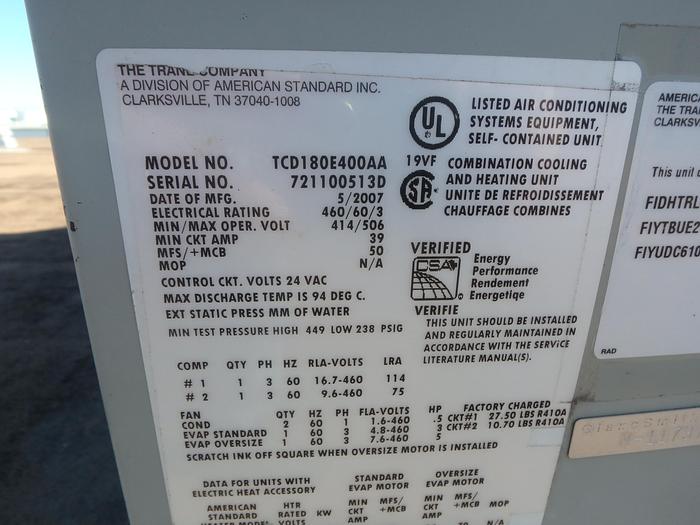 THE TRANE COMPANY
A DIVISION OF AMERICAN STANDARD INC.
CLARKSVILLE, TN 37040-1008
UL
LISTED AIR CONDITIONING
SYSTEMS EQUIPMENT,
SELF- CONTAINED UNIT
19VF COMBINATION COOLING
AND HEATING UNIT
UNITE DE REFROIDISSEMENT
CHAUFFAGE COMBINES
MODEL NO. TCD180E400AA
SERIAL NO. 721100513D
DATE OF MFG. 5/2007
ELECTRICAL RATING 460/60/3
MIN/MAX OPER. VOLT 414/506
MIN CKT AMP 39
MFS/+MCB 50
MOP N/A
CONTROL CKT. VOLTS 24 VAC
MAX DISCHARGE TEMP IS 94 DEG C.
EXT STATIC PRESS MM OF WATER
MIN TEST PRESSURE HIGH 449 LOW 238 PSIG
VERIFIED
CSA
Energy
Performance
Rendement
Energetiqe
VERIFIE
THIS UNIT SHOULD BE INSTALLED
AND REGULARLY MAINTAINED IN
ACCORDANCE WITH THE SERVICE
LITERATURE MANUAL(S).
COMP QTY PH HZ RLA-VOLTS LRA
# 1 1 3 60 16.7-460 114
# 2 1 3 60 9.6-460 75
FAN QTY HZ PH FLA-VOLTS HP FACTORY CHARGED
COND 2 60 1 1.6-460 .5 CKT#1 27.50 LBS R410A
EVAP STANDARD 1 60 3 4.8-460 3 CKT#2 10.70 LBS R410A
EVAP OVERSIZE 1 60 3 7.6-460 5
SCRATCH INK OFF SQUARE WHEN OVERSIZE MOTOR IS INSTALLED
DATA FOR UNITS WITH
ELECTRIC HEAT ACCESSORY
STANDARD
EVAP MOTOR
OVERSIZE
EVAP MOTOR
AMERICAN HTR MIN MFS/ MIN MFS/
STANDARD RATED KW CKT +MCB CKT +MCB MOP
VOLTS
AMERICA
THE TRA
CLARKSV
This unit
FIDHTRL
FIYTBUE2
FIYUDC610
RAD